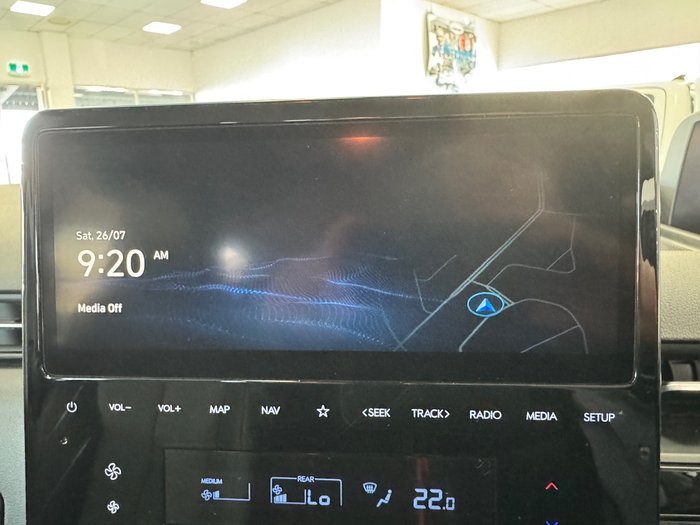 Sat, 26/07
9:20 AM
Media Off
VOL− VOL+ MAP NAV ☆ <SEEK TRACK> RADIO MEDIA SETUP
MEDIUM
REAR
Lo
22.0